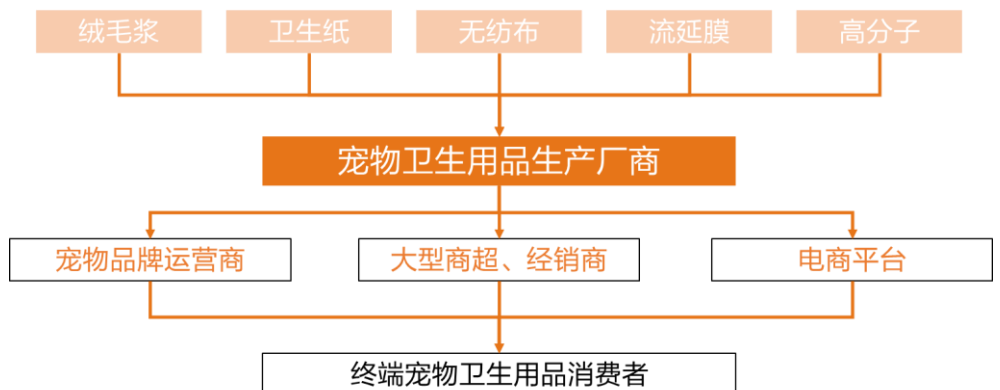 绒毛浆
卫生纸
无纺布
流延膜
高分子
宠物卫生用品生产厂商
宠物品牌运营商
大型商超、经销商
电商平台
终端宠物卫生用品消费者